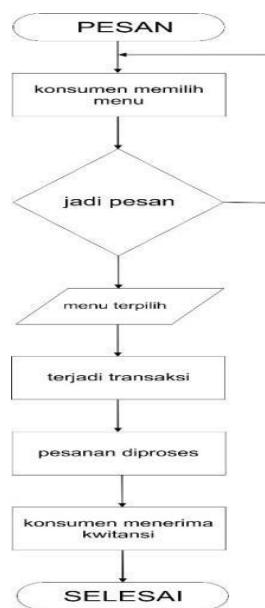 PESAN
konsumen memilih
menu
jadi pesan
menu terpilih
terjadi transaksi
pesanan diproses
konsumen menerima
kwitansi
SELESAI